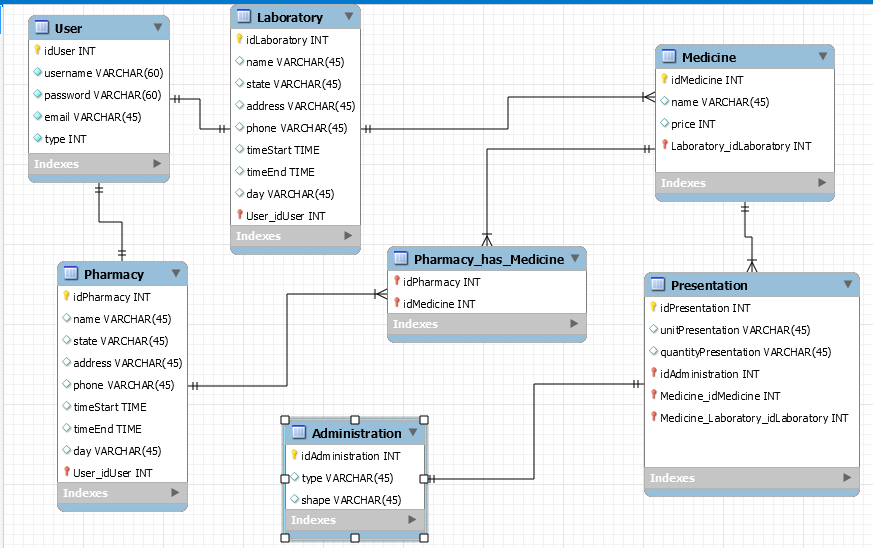 User
idUser INT
username VARCHAR(60)
password VARCHAR(60)
email VARCHAR(45)
type INT
Indexes
Laboratory
idLaboratory INT
name VARCHAR(45)
state VARCHAR(45)
address VARCHAR(45)
phone VARCHAR(45)
timeStart TIME
timeEnd TIME
day VARCHAR(45)
User_idUser INT
Indexes
Medicine
idMedicine INT
name VARCHAR(45)
price INT
Laboratory_idLaboratory INT
Indexes
Pharmacy
idPharmacy INT
name VARCHAR(45)
state VARCHAR(45)
address VARCHAR(45)
phone VARCHAR(45)
timeStart TIME
timeEnd TIME
day VARCHAR(45)
User_idUser INT
Indexes
Pharmacy_has_Medicine
idPharmacy INT
idMedicine INT
Indexes
Presentation
idPresentation INT
unitPresentation VARCHAR(45)
quantityPresentation VARCHAR(45)
idAdministration INT
Medicine_idMedicine INT
Medicine_Laboratory_idLaboratory INT
Indexes
Administration
idAdministration INT
type VARCHAR(45)
shape VARCHAR(45)
Indexes